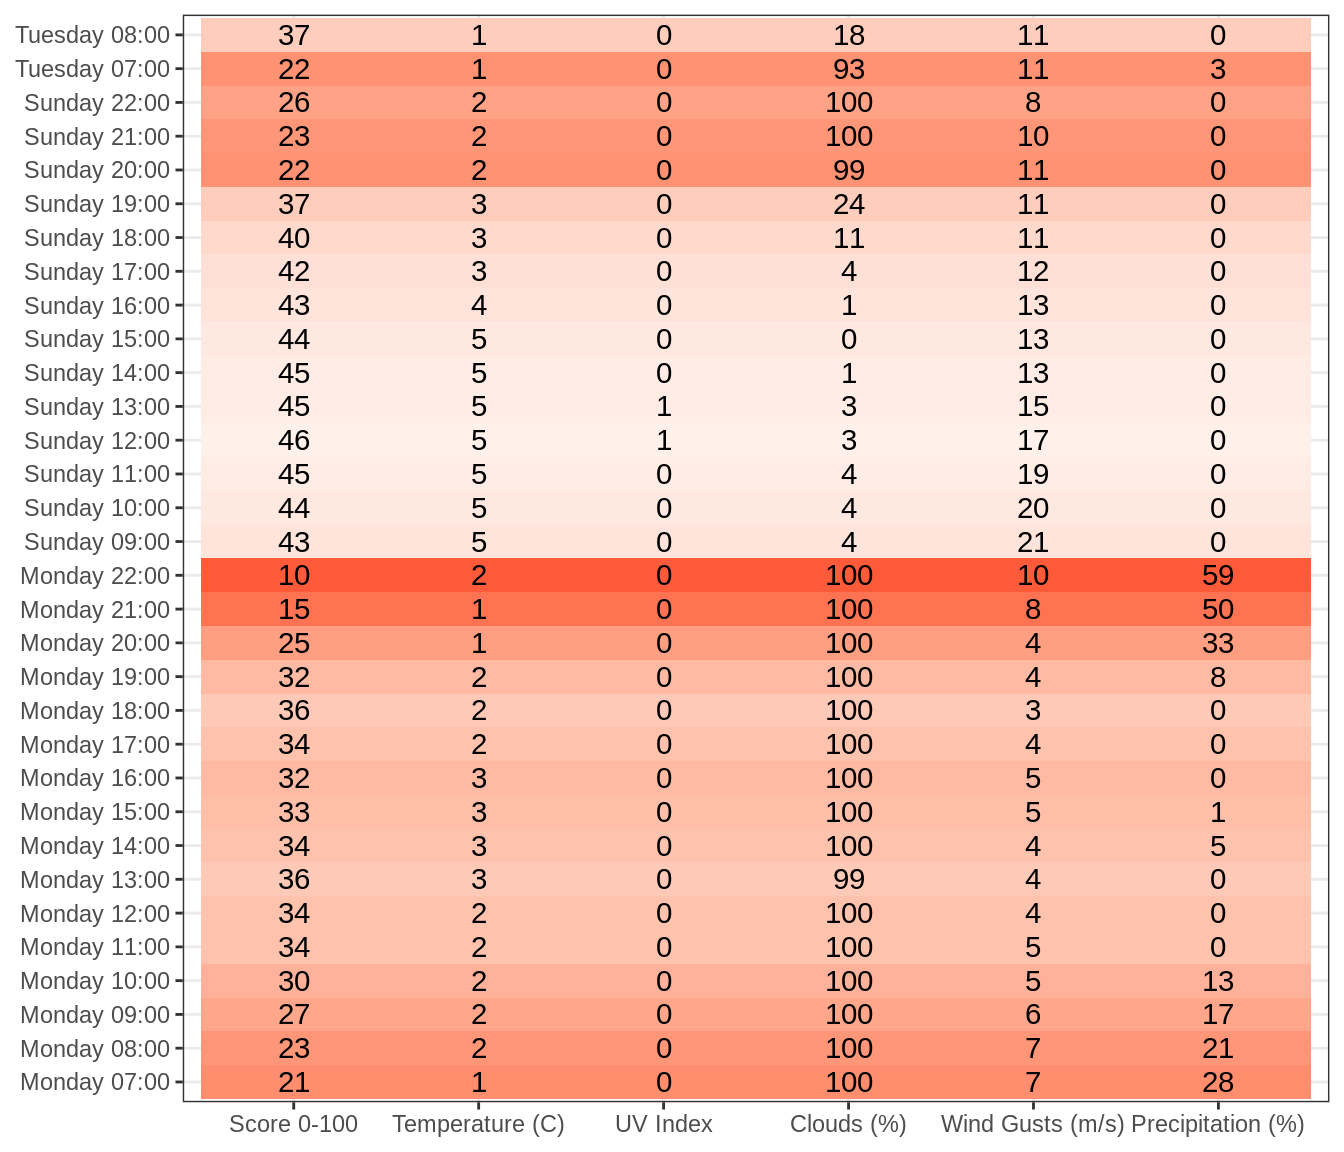 Tuesday 08:00 37 1 0 18 11 0
Tuesday 07:00 22 1 0 93 11 3
Sunday 22:00 26 2 0 100 8 0
Sunday 21:00 23 2 0 100 10 0
Sunday 20:00 22 2 0 99 11 0
Sunday 19:00 37 3 0 24 11 0
Sunday 18:00 40 3 0 11 11 0
Sunday 17:00 42 3 0 4 12 0
Sunday 16:00 43 4 0 1 13 0
Sunday 15:00 44 5 0 0 13 0
Sunday 14:00 45 5 0 1 13 0
Sunday 13:00 45 5 1 3 15 0
Sunday 12:00 46 5 1 3 17 0
Sunday 11:00 45 5 0 4 19 0
Sunday 10:00 44 5 0 4 20 0
Sunday 09:00 43 5 0 4 21 0
Monday 22:00 10 2 0 100 10 59
Monday 21:00 15 1 0 100 8 50
Monday 20:00 25 1 0 100 4 33
Monday 19:00 32 2 0 100 4 8
Monday 18:00 36 2 0 100 3 0
Monday 17:00 34 2 0 100 4 0
Monday 16:00 32 3 0 100 5 0
Monday 15:00 33 3 0 100 5 1
Monday 14:00 34 3 0 100 4 5
Monday 13:00 36 3 0 99 4 0
Monday 12:00 34 2 0 100 4 0
Monday 11:00 34 2 0 100 5 0
Monday 10:00 30 2 0 100 5 13
Monday 09:00 27 2 0 100 6 17
Monday 08:00 23 2 0 100 7 21
Monday 07:00 21 1 0 100 7 28
Score 0-100 Temperature (C) UV Index Clouds (%) Wind Gusts (m/s) Precipitation (%)